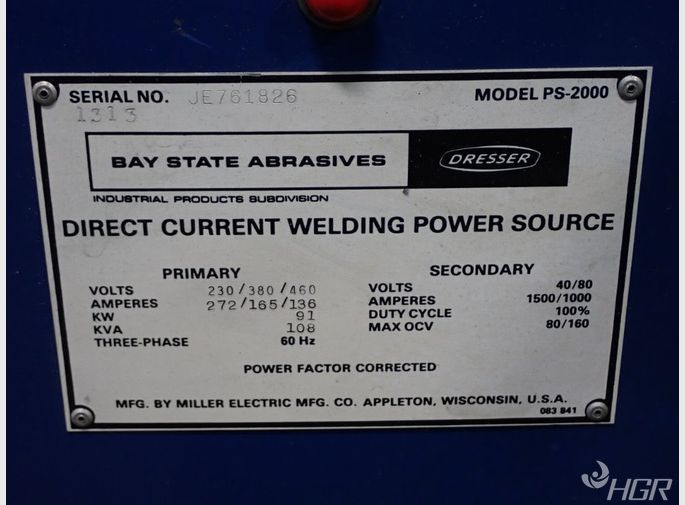 SERIAL NO. JE761826 MODEL PS-2000
1313
BAY STATE ABRASIVES DRESSER
INDUSTRIAL PRODUCTS SUBDIVISION
DIRECT CURRENT WELDING POWER SOURCE
PRIMARY
VOLTS 230/380/460
AMPERES 272/165/136
KW 91
KVA 108
THREE-PHASE 60 Hz
SECONDARY
VOLTS 40/80
AMPERES 1500/1000
DUTY CYCLE 100%
MAX OCV 80/160
POWER FACTOR CORRECTED
MFG. BY MILLER ELECTRIC MFG. CO. APPLETON, WISCONSIN, U.S.A.
083 841
HGR